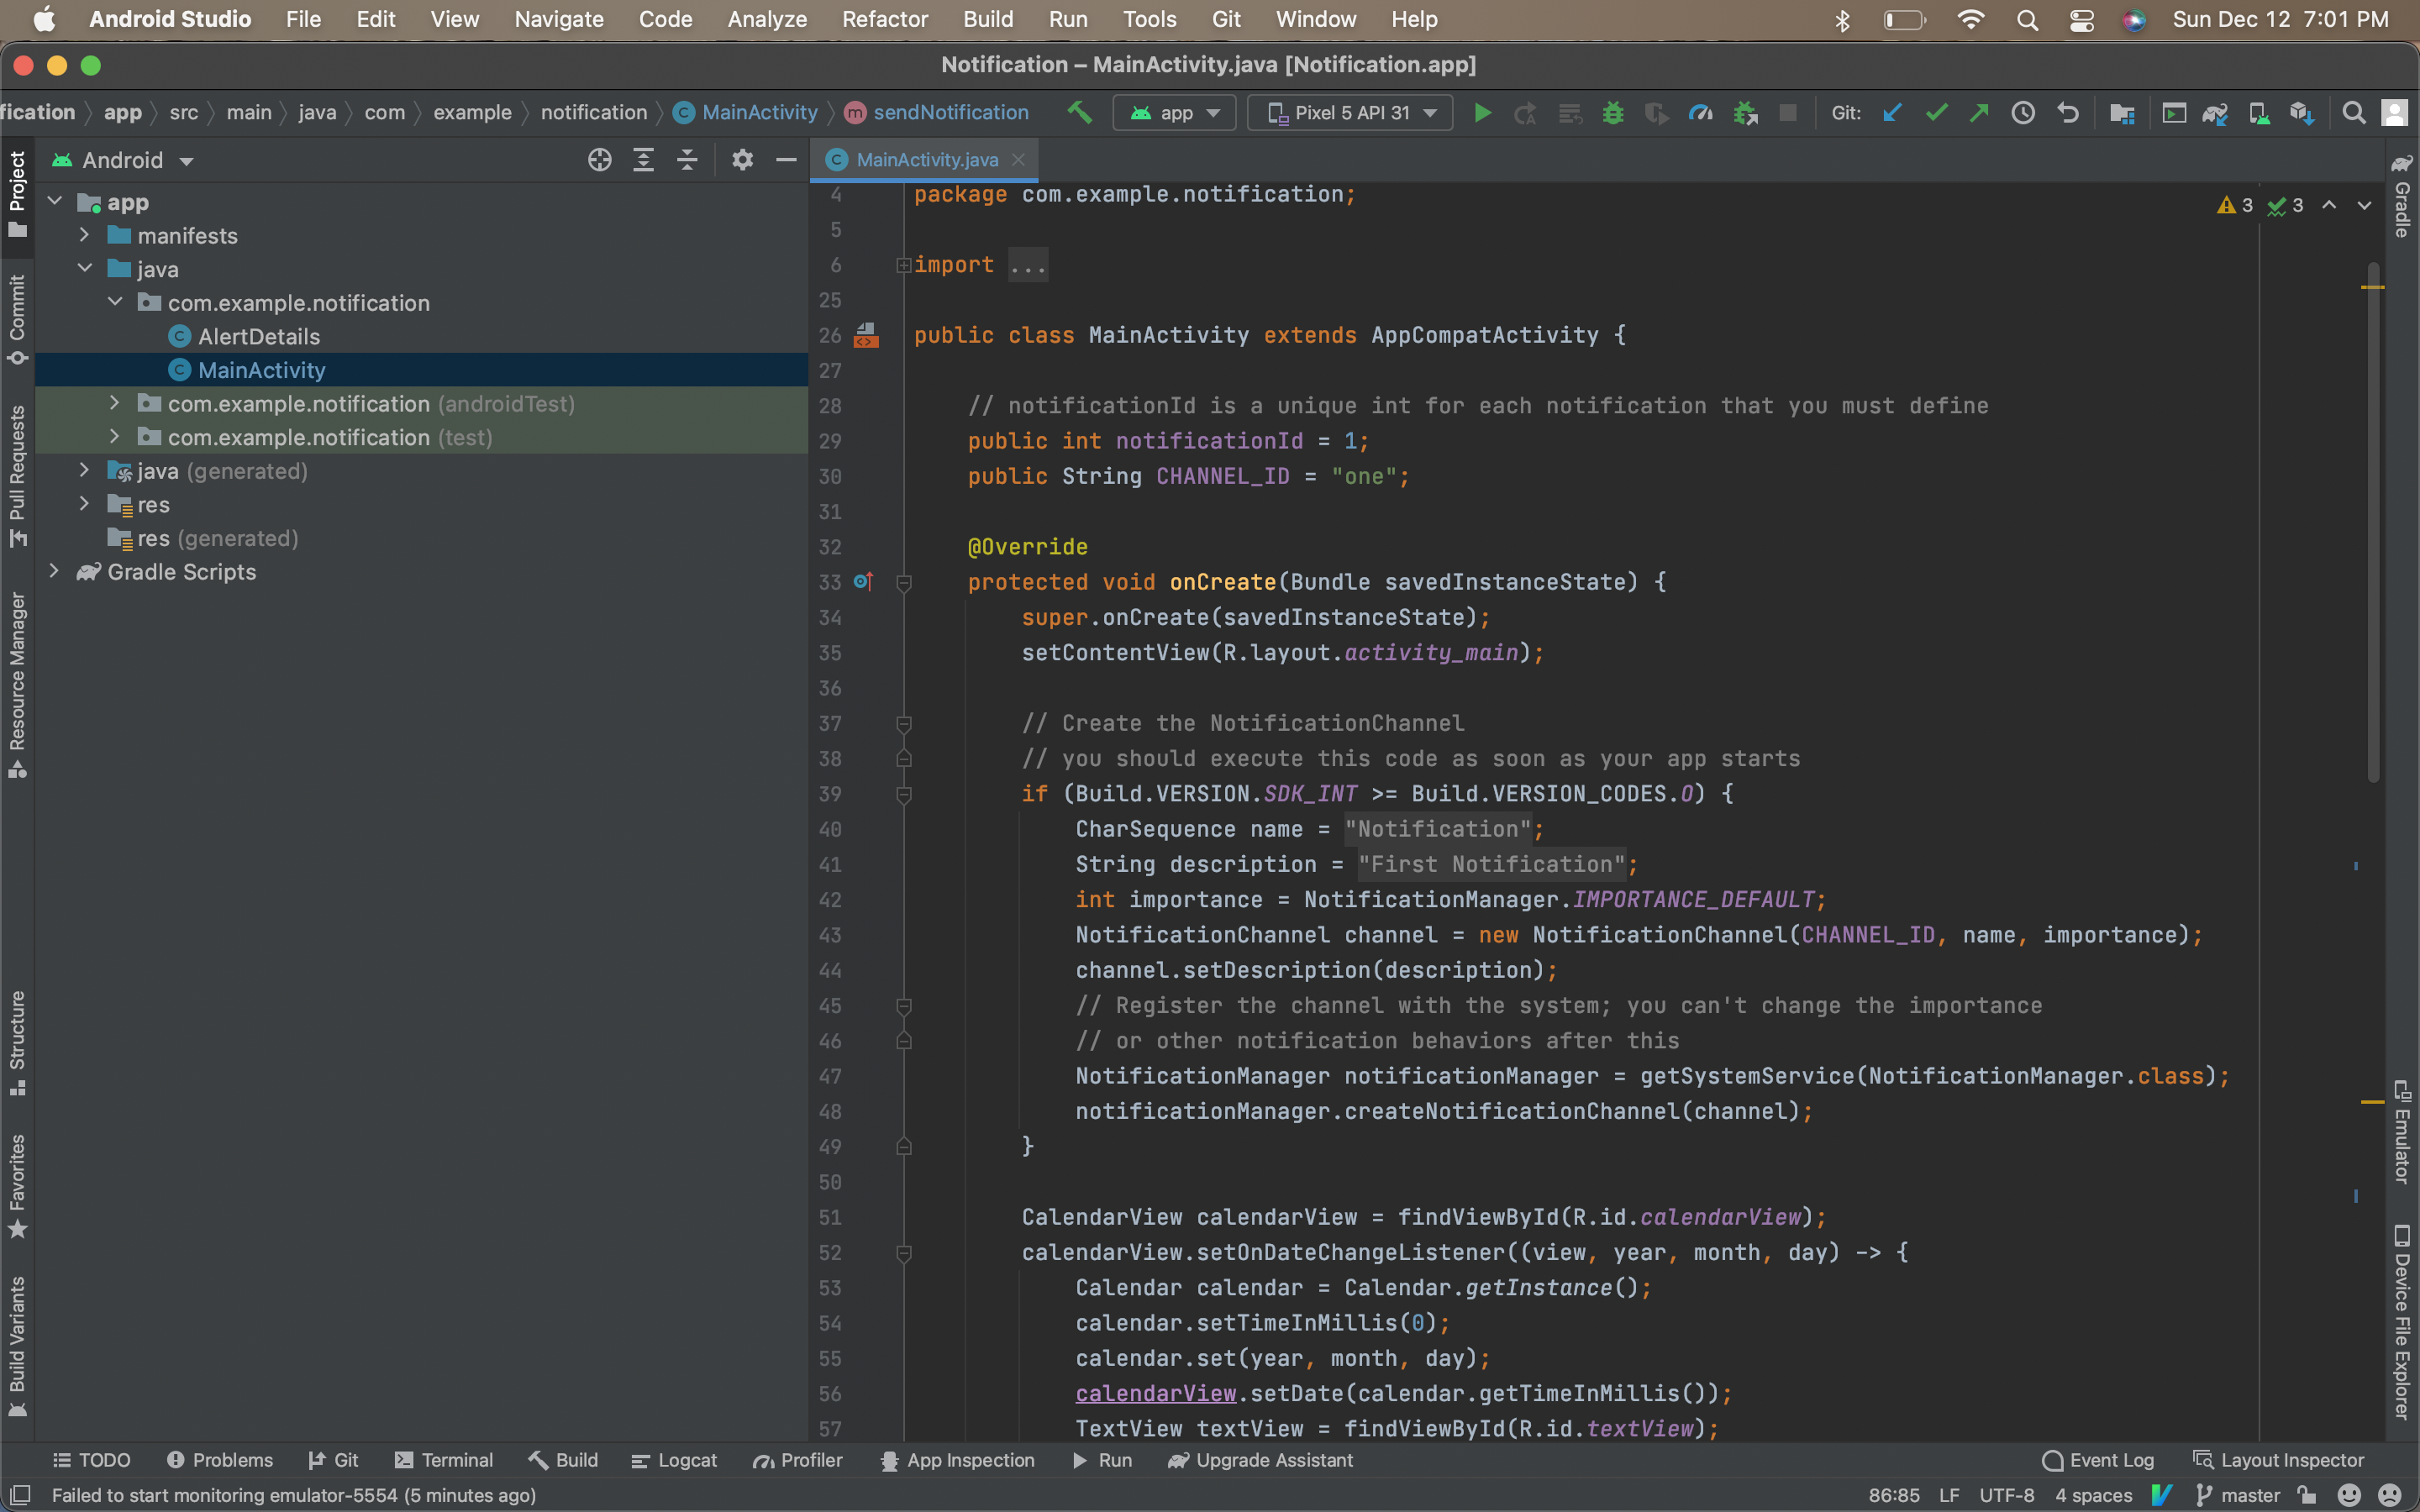 Android Studio File Edit View Navigate Code Analyze Refactor Build Run Tools Git Window Help Sun Dec 12 7:01 PM
Notification – MainActivity.java [Notification.app]
fication app src main java com example notification MainActivity sendNotification app Pixel 5 API 31 Git:
Android
MainActivity.java
app
manifests
java
com.example.notification
AlertDetails
MainActivity
com.example.notification (androidTest)
com.example.notification (test)
java (generated)
res
res (generated)
Gradle Scripts
Project
Commit
Pull Requests
Resource Manager
Structure
Favorites
Build Variants
3 3
4 package com.example.notification;
5
6 import ...
25
26 public class MainActivity extends AppCompatActivity {
27
28 // notificationId is a unique int for each notification that you must define
29 public int notificationId = 1;
30 public String CHANNEL_ID = "one";
31
32 @Override
33 protected void onCreate(Bundle savedInstanceState) {
34 super.onCreate(savedInstanceState);
35 setContentView(R.layout.activity_main);
36
37 // Create the NotificationChannel
38 // you should execute this code as soon as your app starts
39 if (Build.VERSION.SDK_INT >= Build.VERSION_CODES.O) {
40 CharSequence name = "Notification";
41 String description = "First Notification";
42 int importance = NotificationManager.IMPORTANCE_DEFAULT;
43 NotificationChannel channel = new NotificationChannel(CHANNEL_ID, name, importance);
44 channel.setDescription(description);
45 // Register the channel with the system; you can't change the importance
46 // or other notification behaviors after this
47 NotificationManager notificationManager = getSystemService(NotificationManager.class);
48 notificationManager.createNotificationChannel(channel);
49 }
50
51 CalendarView calendarView = findViewById(R.id.calendarView);
52 calendarView.setOnDateChangeListener((view, year, month, day) -> {
53 Calendar calendar = Calendar.getInstance();
54 calendar.setTimeInMillis(0);
55 calendar.set(year, month, day);
56 calendarView.setDate(calendar.getTimeInMillis());
57 TextView textView = findViewById(R.id.textView);
Gradle
Emulator
Device File Explorer
TODO Problems Git Terminal Build Logcat Profiler App Inspection Run Upgrade Assistant Event Log Layout Inspector
Failed to start monitoring emulator-5554 (5 minutes ago) 86:85 LF UTF-8 4 spaces master